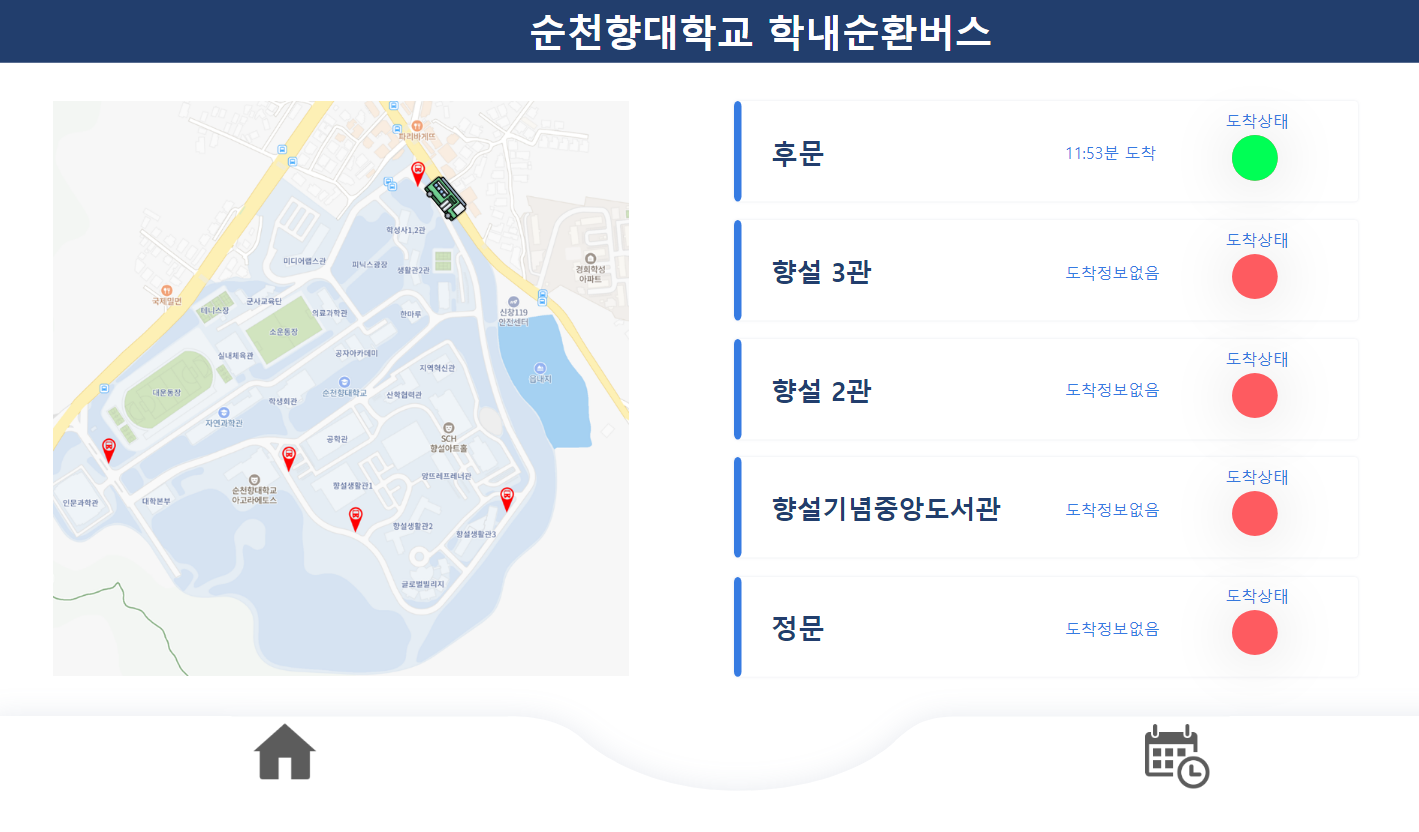 순천향대학교 학내순환버스
파리바게뜨
학성사1,2관
미디어랩스관
피닉스광장
생활관2관
경희학성
아파트
국제밀면
군사교육단
테니스장
의료과학관
한마루
신창119
안전센터
소운동장
실내체육관
공자아카데미
지역혁신관
읍내지
대운동장
순천향대학교
산학협력관
학생회관
자연과학관
공학관
SCH
향설아트홀
앙뜨레프레너관
향설생활관1
순천향대학교
아고라에토스
인문과학관
대학본부
향설생활관2
향설생활관3
글로벌빌리지
후문
11:53분 도착
도착상태
향설 3관
도착정보없음
도착상태
향설 2관
도착정보없음
도착상태
향설기념중앙도서관
도착정보없음
도착상태
정문
도착정보없음
도착상태